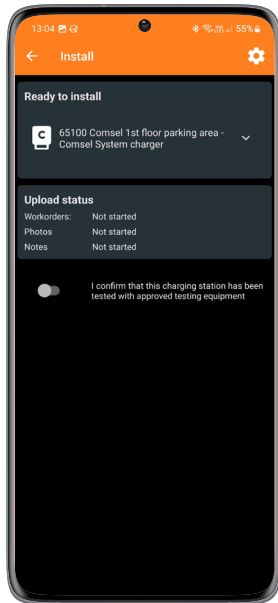 13:04 55%
Install
Ready to install
C
65100 Comsel 1st floor parking area -
Comsel System charger
Upload status
Workorders: Not started
Photos Not started
Notes Not started
I confirm that this charging station has been
tested with approved testing equipment